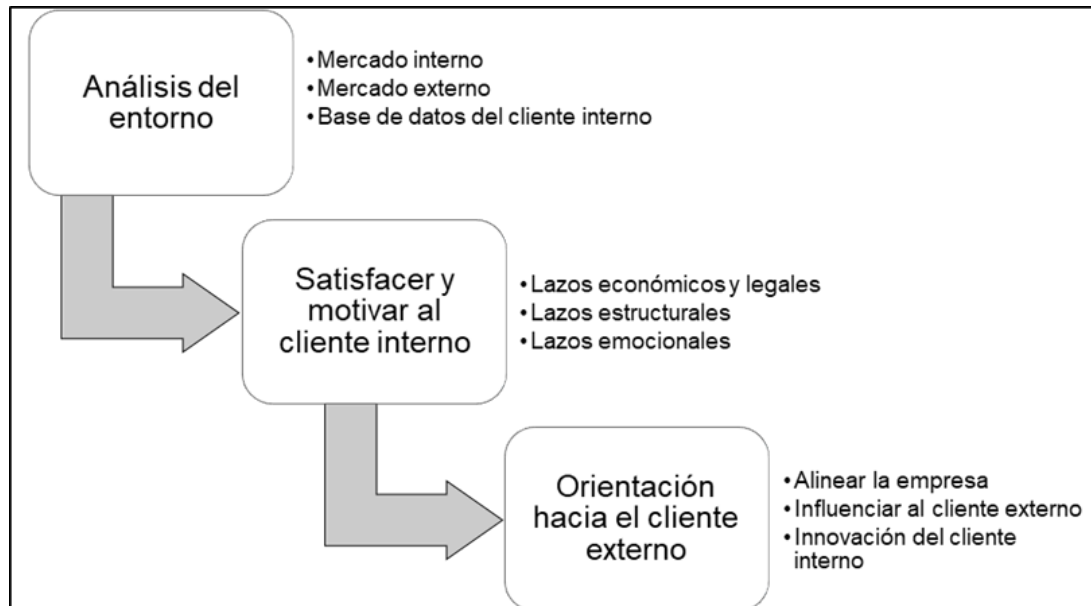 Análisis del
entorno
•Mercado interno
•Mercado externo
•Base de datos del cliente interno
Satisfacer y
motivar al
cliente interno
•Lazos económicos y legales
•Lazos estructurales
•Lazos emocionales
Orientación
hacia el cliente
externo
•Alinear la empresa
•Influenciar al cliente externo
•Innovación del cliente
interno